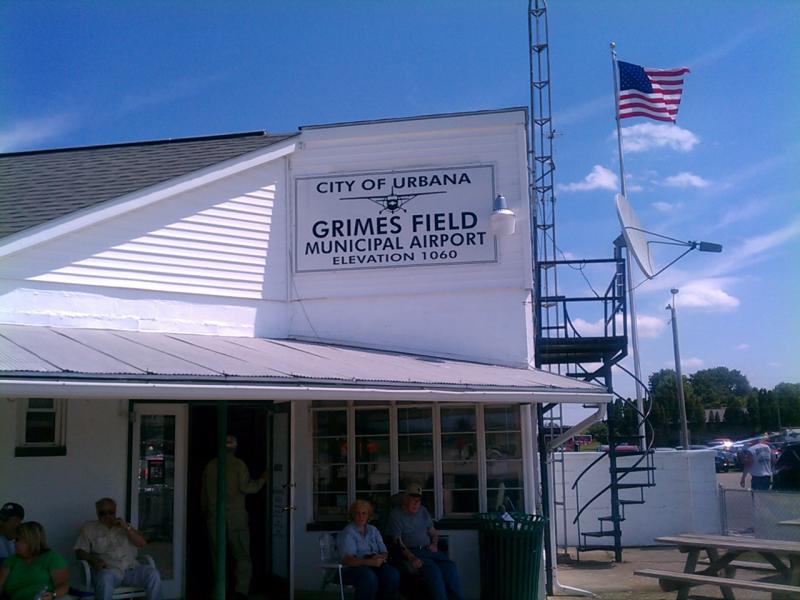 CITY OF URBANA
GRIMES FIELD
MUNICIPAL AIRPORT
ELEVATION 1060